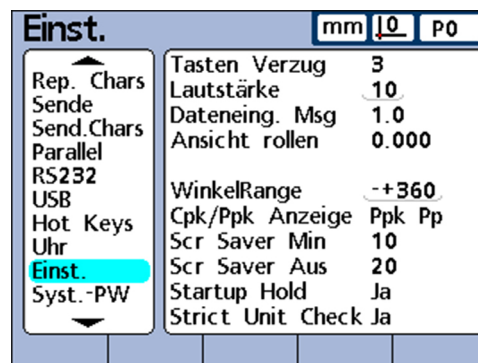 Einst.
mm 0 P0
Rep. Chars
Sende
Send.Chars
Parallel
RS232
USB
Hot Keys
Uhr
Einst.
Syst.-PW
Tasten Verzug 3
Lautstärke 10
Dateneing. Msg 1.0
Ansicht rollen 0.000
WinkelRange -+360
Cpk/Ppk Anzeige Ppk Pp
Scr Saver Min 10
Scr Saver Aus 20
Startup Hold Ja
Strict Unit Check Ja